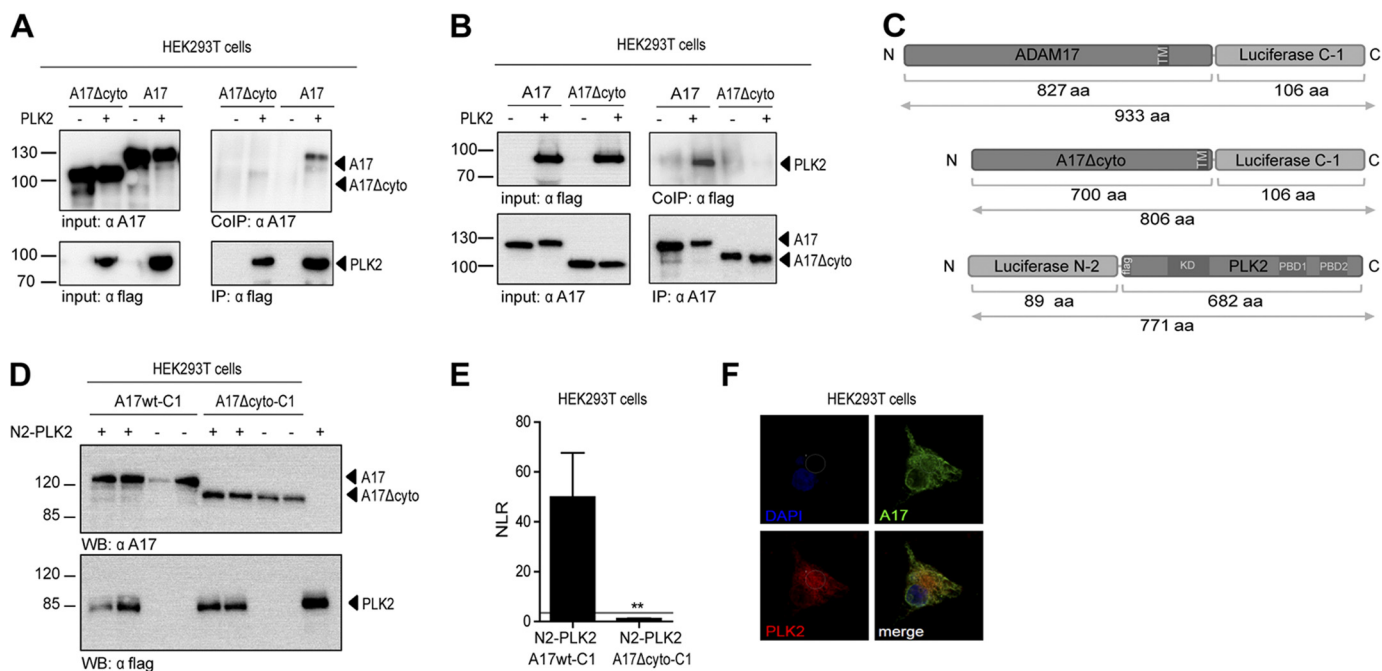 A
HEK293T cells
A17Δcyto A17 A17Δcyto A17
PLK2 - + - + - + - +
130
100
A17
A17Δcyto
input: α A17
CoIP: α A17
100
70
PLK2
input: α flag
IP: α flag
B
HEK293T cells
A17 A17Δcyto A17 A17Δcyto
PLK2 - + - + - + - +
100
70
PLK2
input: α flag
CoIP: α flag
130
100
A17
A17Δcyto
input: α A17
IP: α A17
C
N ADAM17 TM Luciferase C-1 C
827 aa 106 aa
933 aa
N A17Δcyto TM Luciferase C-1 C
700 aa 106 aa
806 aa
N Luciferase N-2 flag KD PLK2 PBD1 PBD2 C
89 aa 682 aa
771 aa
D
HEK293T cells
A17wt-C1 A17Δcyto-C1
N2-PLK2 + + - - + + - - +
120
85
A17
A17Δcyto
WB: α A17
120
85
PLK2
WB: α flag
E
HEK293T cells
NLR
80
60
40
20
0
**
N2-PLK2 N2-PLK2
A17wt-C1 A17Δcyto-C1
F
HEK293T cells
DAPI
A17
PLK2
merge